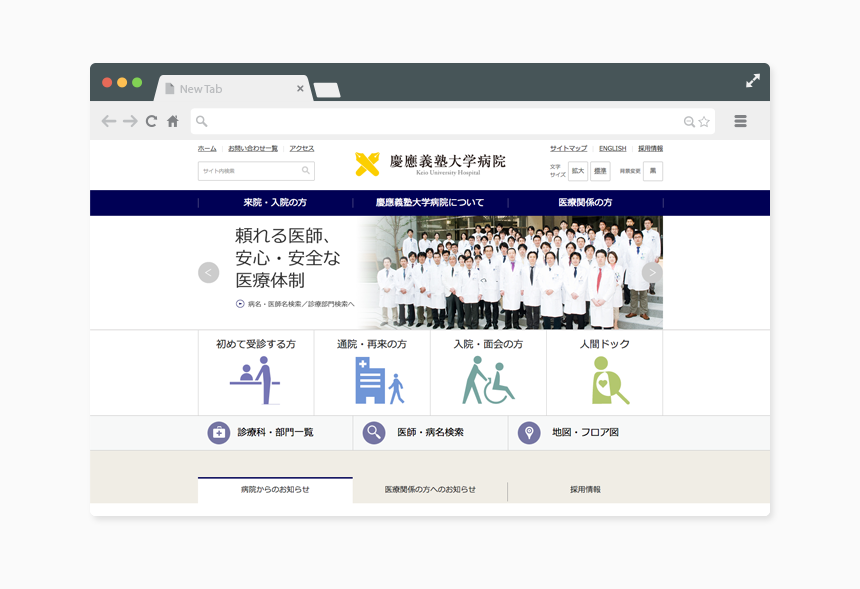 New Tab
ホーム お問い合わせ一覧 アクセス
サイト内検索
慶應義塾大学病院
Keio University Hospital
サイトマップ ENGLISH 採用情報
文字サイズ 拡大 標準 背景変更 黒
来院・入院の方 慶應義塾大学病院について 医療関係の方
頼れる医師、
安心・安全な
医療体制
病名・医師名検索／診療部門検索へ
初めて受診する方 通院・再来の方 入院・面会の方 人間ドック
診療科・部門一覧 医師・病名検索 地図・フロア図
病院からのお知らせ 医療関係の方へのお知らせ 採用情報